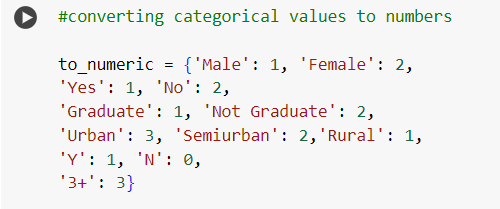 #converting categorical values to numbers
to_numeric = {'Male': 1, 'Female': 2,
'Yes': 1, 'No': 2,
'Graduate': 1, 'Not Graduate': 2,
'Urban': 3, 'Semiurban': 2,'Rural': 1,
'Y': 1, 'N': 0,
'3+': 3}